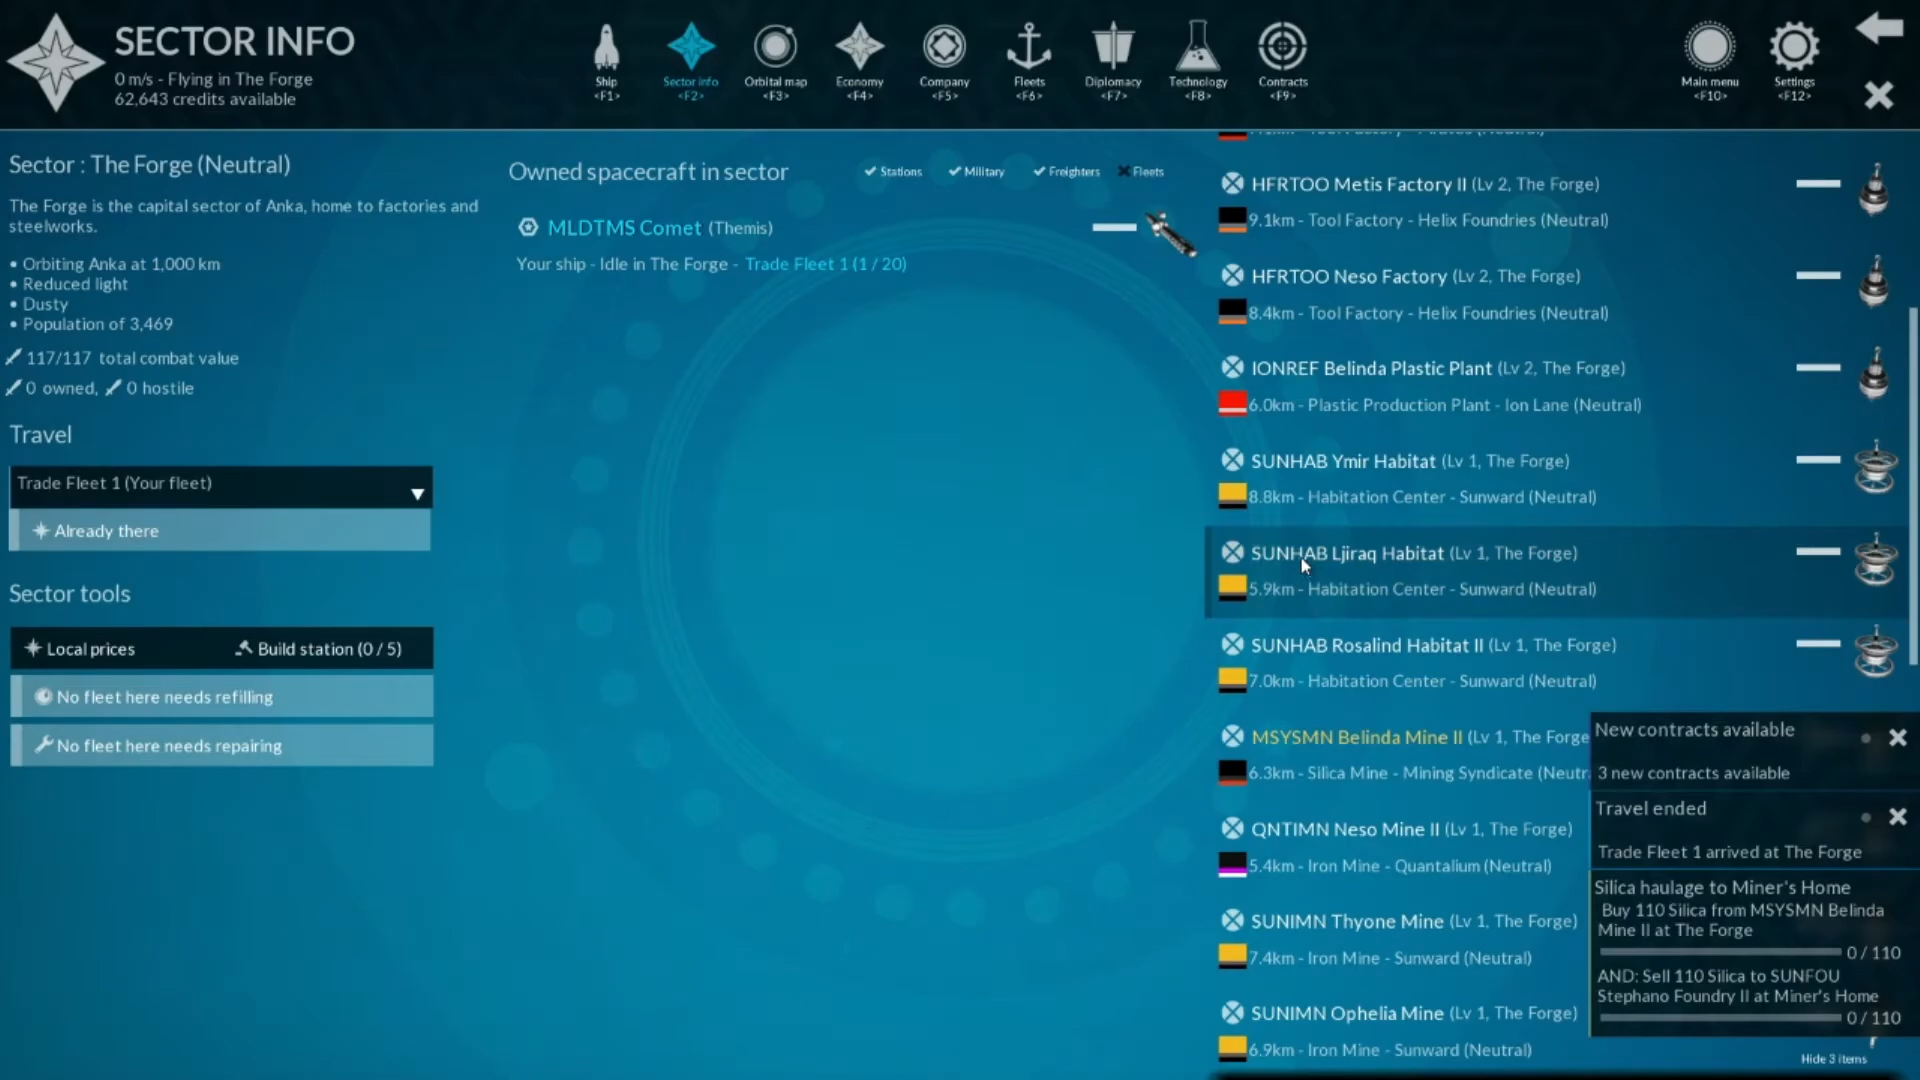 SECTOR INFO
0 m/s - Flying in The Forge
62,643 credits available
Ship
<F1>
Sector info
<F2>
Orbital map
<F3>
Economy
<F4>
Company
<F5>
Fleets
<F6>
Diplomacy
<F7>
Technology
<F8>
Contracts
<F9>
Main menu
<F10>
Settings
<F12>
Sector : The Forge (Neutral)
The Forge is the capital sector of Anka, home to factories and
steelworks.
• Orbiting Anka at 1,000 km
• Reduced light
• Dusty
• Population of 3,469
117/117 total combat value
0 owned, 0 hostile
Travel
Trade Fleet 1 (Your fleet)
Already there
Sector tools
Local prices
Build station (0 / 5)
No fleet here needs refilling
No fleet here needs repairing
Owned spacecraft in sector
Stations
Military
Freighters
Fleets
MLDTMS Comet (Themis)
Your ship - Idle in The Forge - Trade Fleet 1 (1 / 20)
HFRTOO Metis Factory II (Lv 2, The Forge)
9.1km - Tool Factory - Helix Foundries (Neutral)
HFRTOO Neso Factory (Lv 2, The Forge)
8.4km - Tool Factory - Helix Foundries (Neutral)
IONREF Belinda Plastic Plant (Lv 2, The Forge)
6.0km - Plastic Production Plant - Ion Lane (Neutral)
SUNHAB Ymir Habitat (Lv 1, The Forge)
8.8km - Habitation Center - Sunward (Neutral)
SUNHAB Ljiraq Habitat (Lv 1, The Forge)
5.9km - Habitation Center - Sunward (Neutral)
SUNHAB Rosalind Habitat II (Lv 1, The Forge)
7.0km - Habitation Center - Sunward (Neutral)
MSYSMN Belinda Mine II (Lv 1, The Forge
6.3km - Silica Mine - Mining Syndicate (Neutr
QNTIMN Neso Mine II (Lv 1, The Forge)
5.4km - Iron Mine - Quantalium (Neutral)
SUNIMN Thyone Mine (Lv 1, The Forge)
7.4km - Iron Mine - Sunward (Neutral)
SUNIMN Ophelia Mine (Lv 1, The Forge)
6.9km - Iron Mine - Sunward (Neutral)
New contracts available
3 new contracts available
Travel ended
Trade Fleet 1 arrived at The Forge
Silica haulage to Miner's Home
Buy 110 Silica from MSYSMN Belinda
Mine II at The Forge
0 / 110
AND: Sell 110 Silica to SUNFOU
Stephano Foundry II at Miner's Home
0 / 110
Hide 3 items